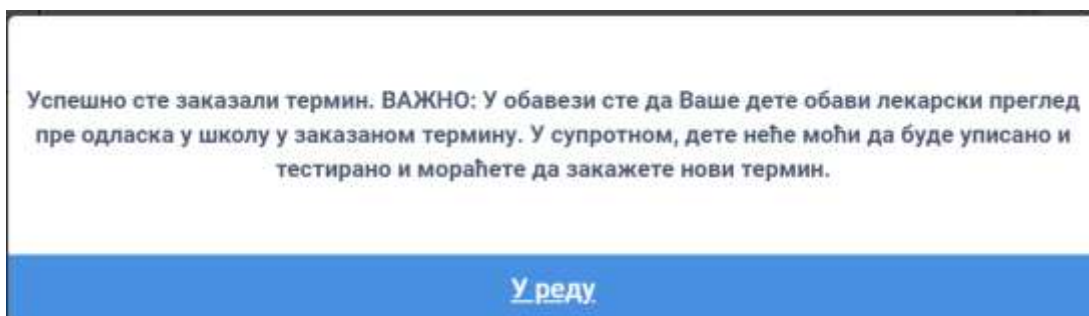 Успешно сте заказали термин. ВАЖНО: У обавези сте да Ваше дете обави лекарски преглед
пре одласка у школу у заказаном термину. У супротном, дете неће моћи да буде уписано и
тестирано и мораћете да закажете нови термин.
У реду